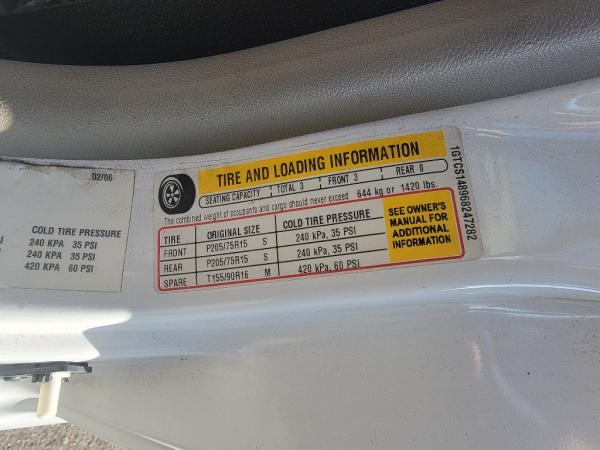 02/06
COLD TIRE PRESSURE
240 KPA 35 PSI
240 KPA 35 PSI
420 KPA 60 PSI
TIRE AND LOADING INFORMATION
SEATING CAPACITY TOTAL 3 FRONT 3 REAR 0
The combined weight of occupants and cargo should never exceed 644 kg or 1420 lbs.
TIRE ORIGINAL SIZE COLD TIRE PRESSURE
FRONT P205/75R15 S 240 kPa, 35 PSI
REAR P205/75R15 S 240 kPa, 35 PSI
SPARE T155/90R16 M 420 kPa, 60 PSI
SEE OWNER'S
MANUAL FOR
ADDITIONAL
INFORMATION
1GTCS148968247282